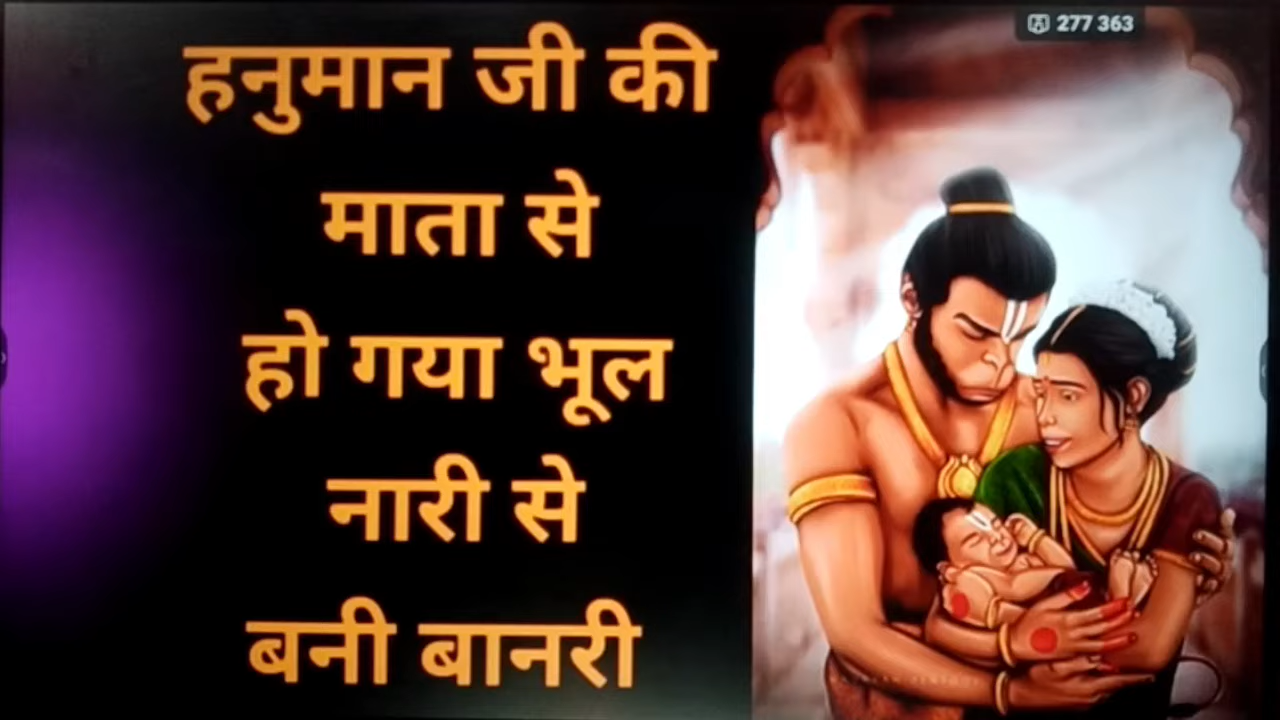 हनुमान जी की
माता से
हो गया भूल
नारी से
बनी बानरी
277 363